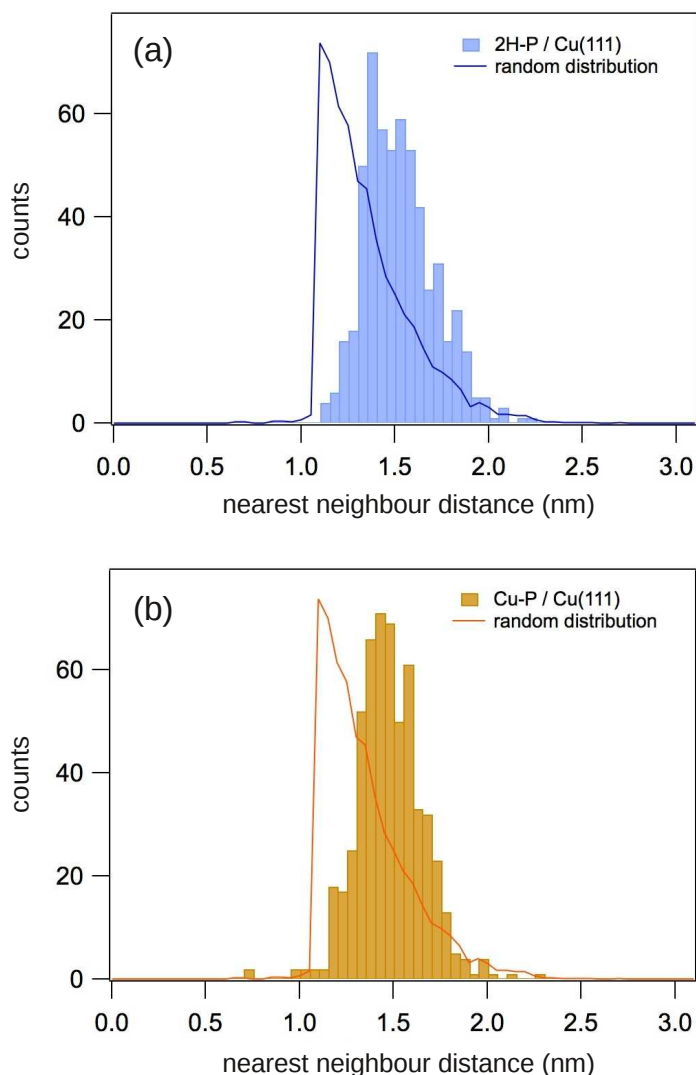 (a)
2H-P / Cu(111)
random distribution
60
40
20
0
counts
0.0 0.5 1.0 1.5 2.0 2.5 3.0
nearest neighbour distance (nm)
(b)
Cu-P / Cu(111)
random distribution
60
40
20
0
counts
0.0 0.5 1.0 1.5 2.0 2.5 3.0
nearest neighbour distance (nm)